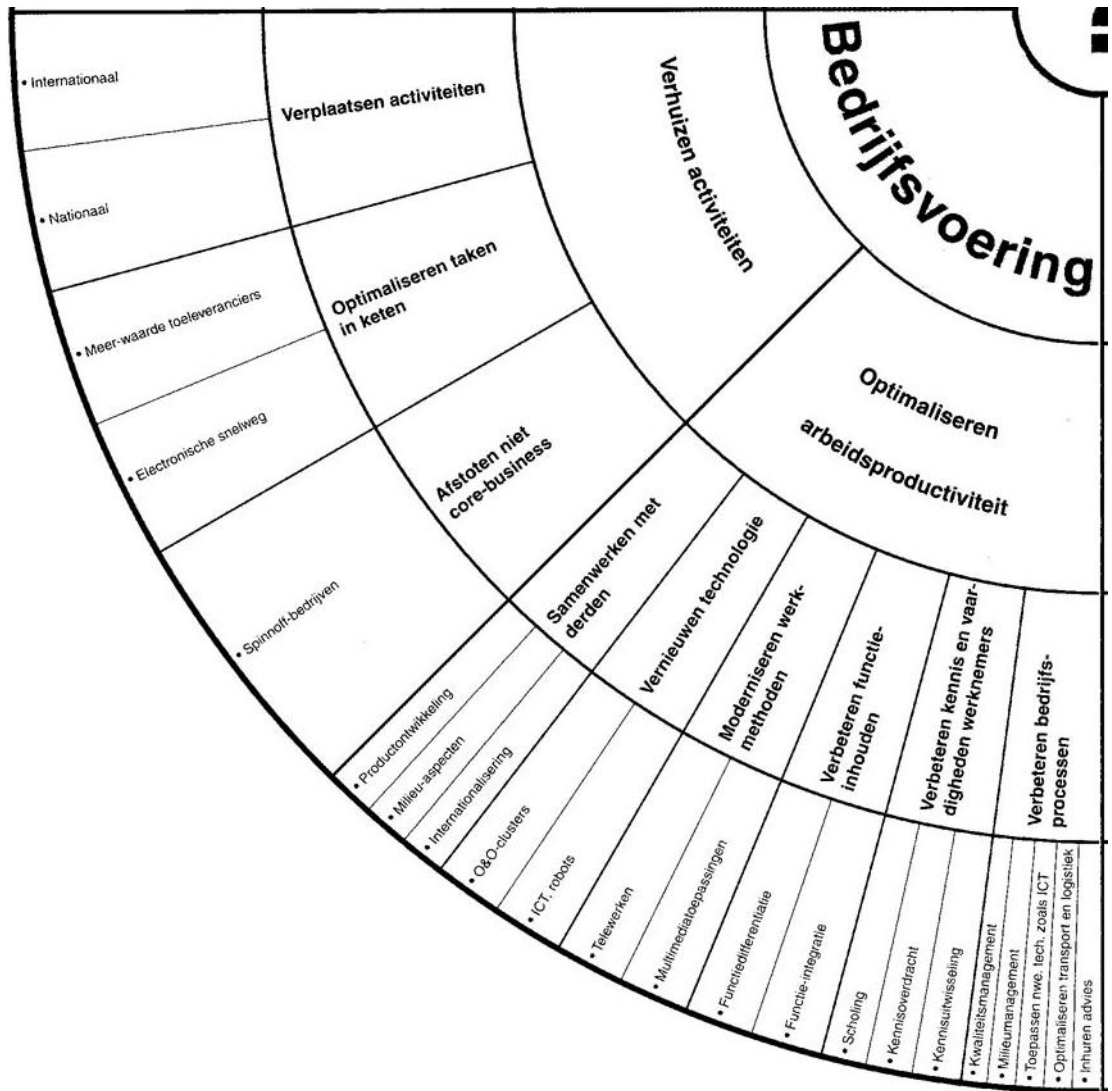 Bedrijfsvoering
Verhuizen activiteiten
Verplaatsen activiteiten
• Internationaal
• Nationaal
Optimaliseren taken
in keten
• Meer-waarde toeleveranciers
• Electronische snelweg
Afstoten niet
core-business
• Spinnoff-bedrijven
Optimaliseren
arbeidsproductiviteit
Samenwerken met
derden
• Productontwikkeling
• Milieu-aspecten
• Internationalisering
Vernieuwen technologie
• O&O-clusters
• ICT, robots
Moderniseren werk-
methoden
• Telewerken
• Multimediatoepassingen
Verbeteren functie-
inhouden
• Functiedifferentiatie
• Functie-integratie
Verbeteren kennis en vaar-
digheden werknemers
• Scholing
• Kennisoverdracht
• Kennisuitwisseling
Verbeteren bedrijfs-
processen
• Kwaliteitsmanagement
• Milieumanagement
• Toepassen nwe. tech. zoals ICT
• Optimaliseren transport en logistiek
• Inhuren advies